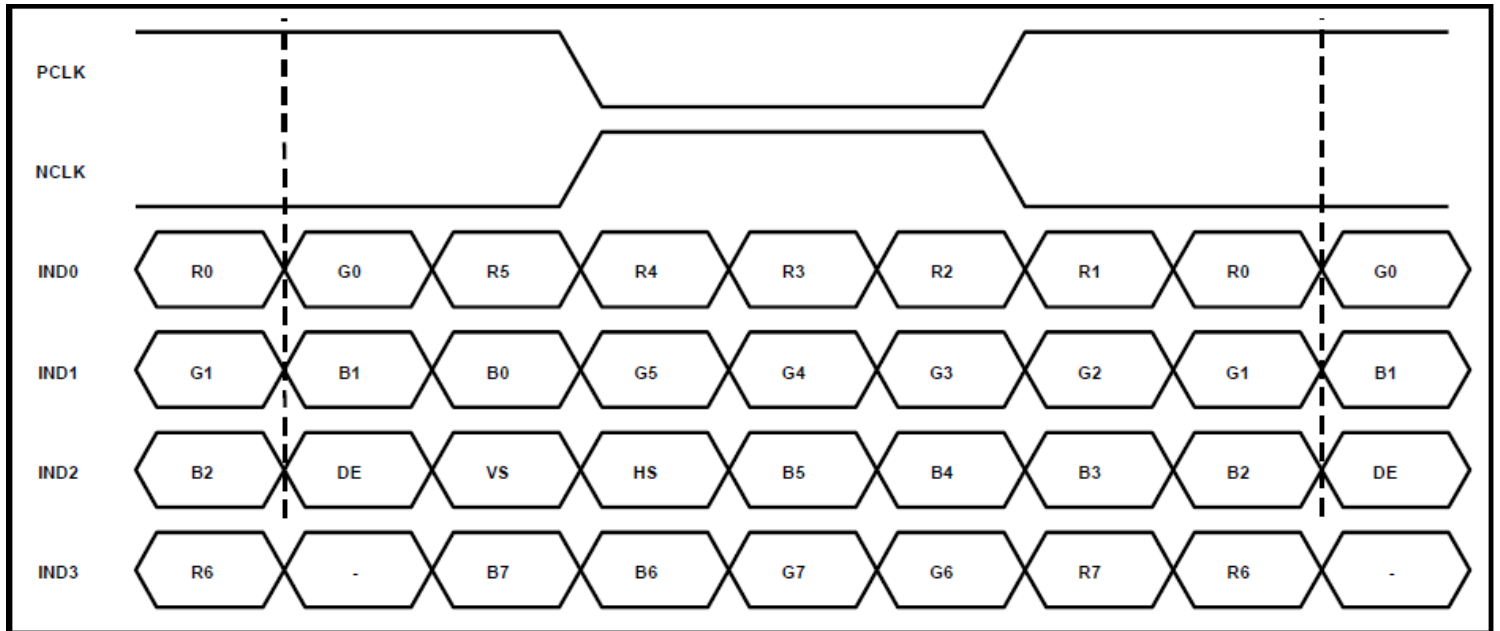 PCLK
NCLK
IND0 R0 G0 R5 R4 R3 R2 R1 R0 G0
IND1 G1 B1 B0 G5 G4 G3 G2 G1 B1
IND2 B2 DE VS HS B5 B4 B3 B2 DE
IND3 R6 - B7 B6 G7 G6 R7 R6 -